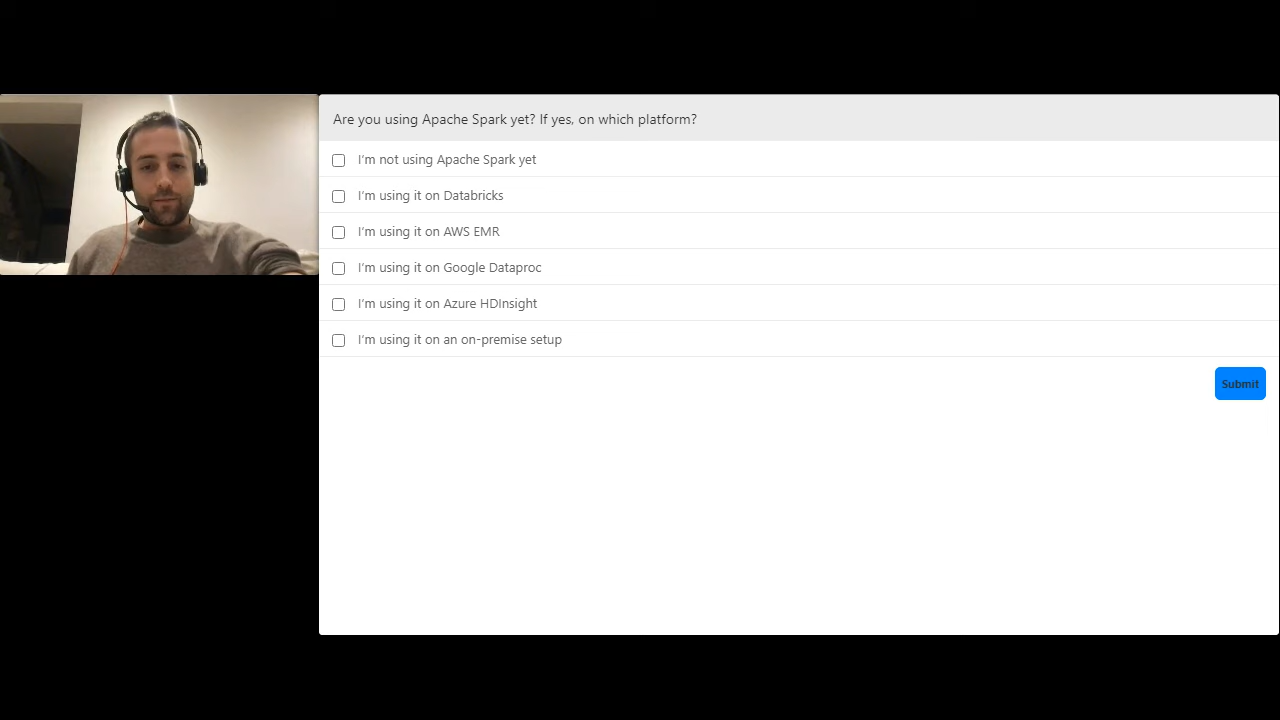 Are you using Apache Spark yet? If yes, on which platform?
I'm not using Apache Spark yet
I'm using it on Databricks
I'm using it on AWS EMR
I'm using it on Google Dataproc
I'm using it on Azure HDInsight
I'm using it on an on-premise setup
Submit